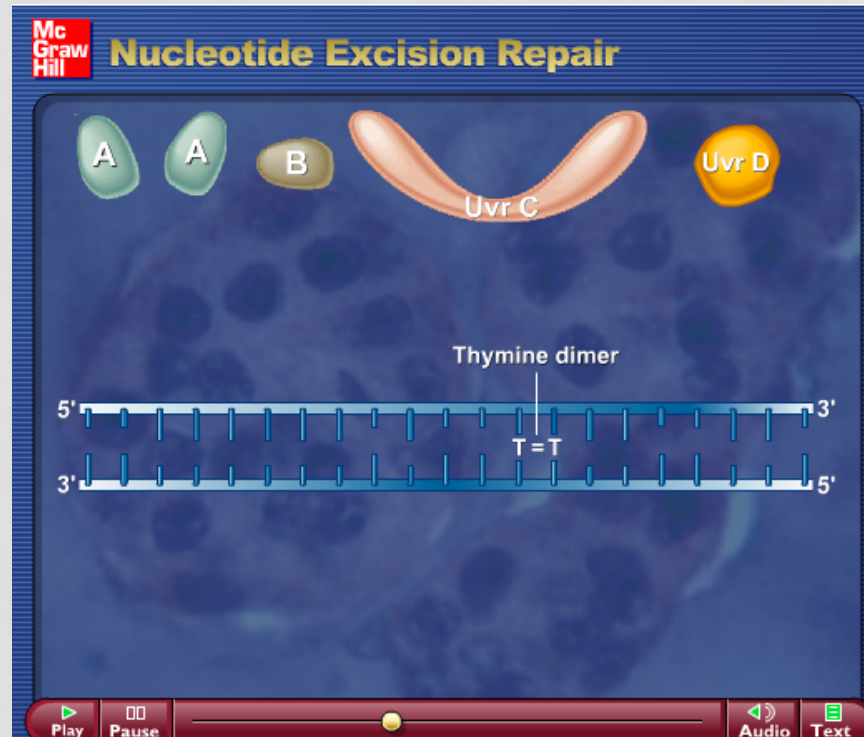 Mc
Graw
Hill
Nucleotide Excision Repair
A A B Uvr C Uvr D
Thymine dimer
5' 3'
T = T
3' 5'
Play Pause Audio Text